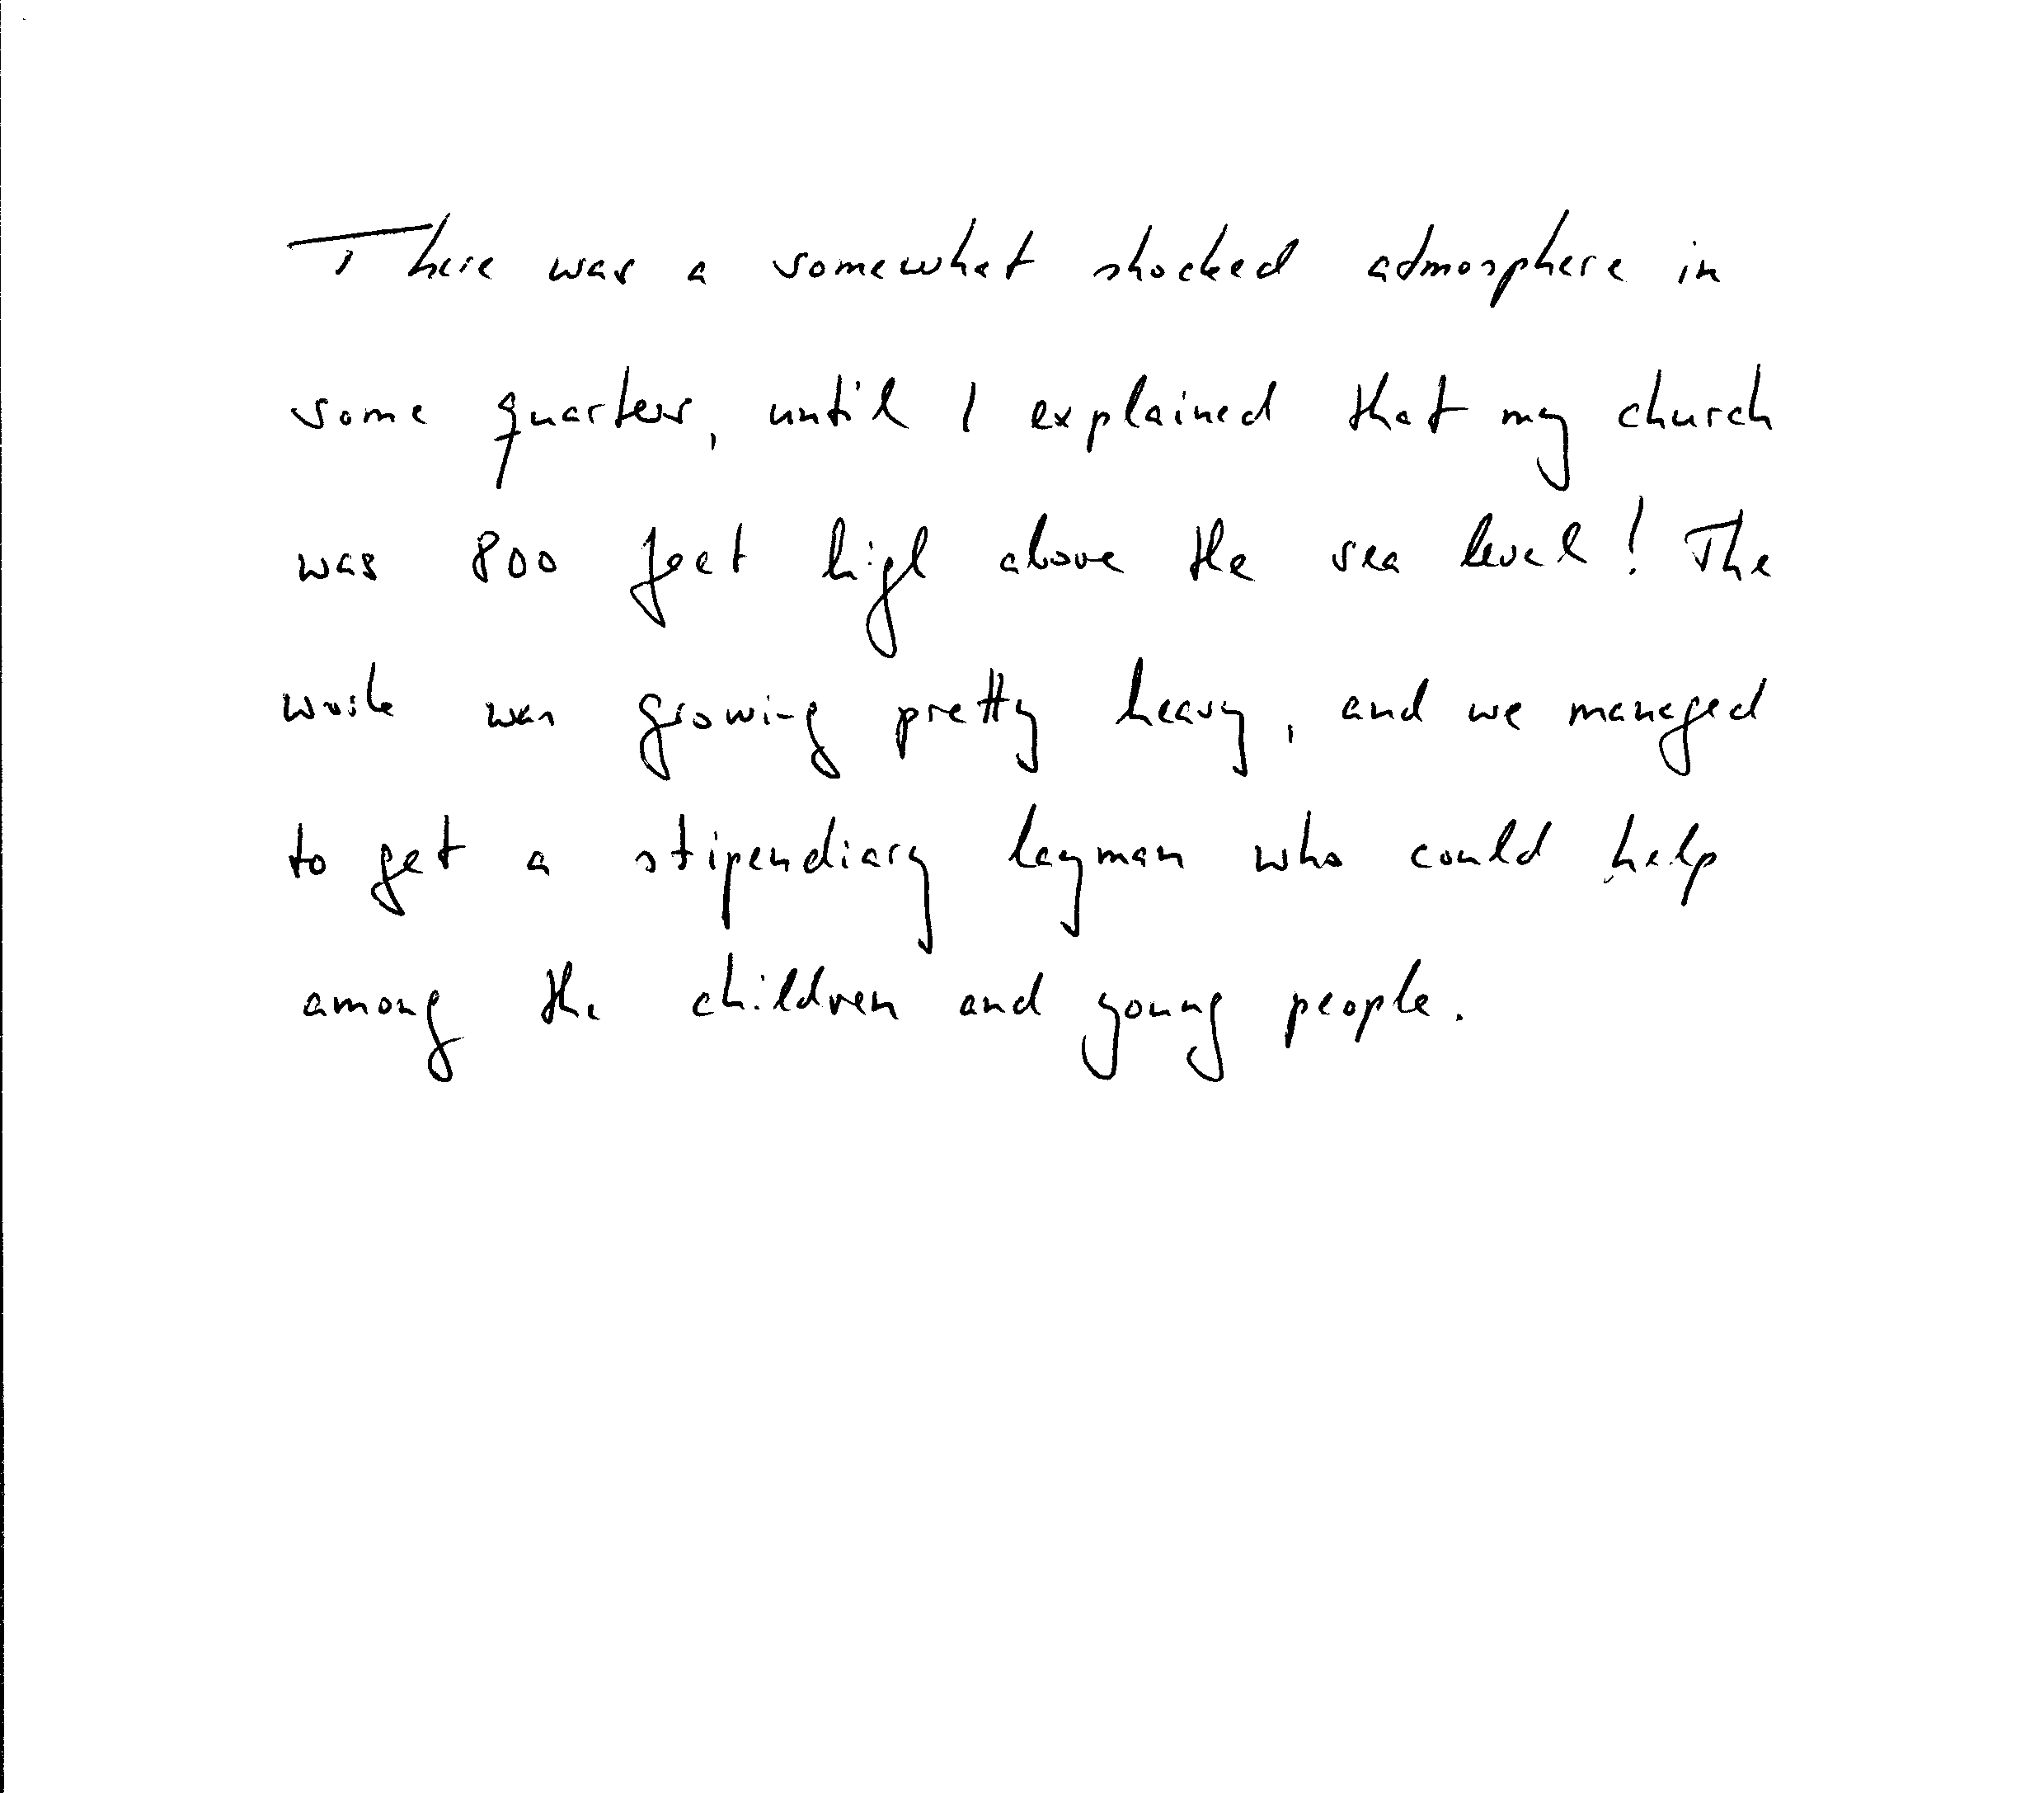 There was a somewhat shocked admosphere in
some quarters, until I explained that my church
was 800 feet high above the sea level! The
work was growing pretty heavy, and we managed
to get a stipendiary layman who could help
among the children and young people.